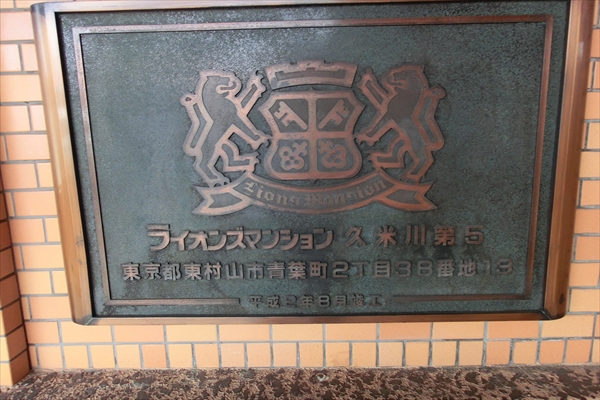 Lions Mansion
ライオンズマンション久米川第5
東京都東村山市青葉町2丁目38番地13
平成2年8月竣工